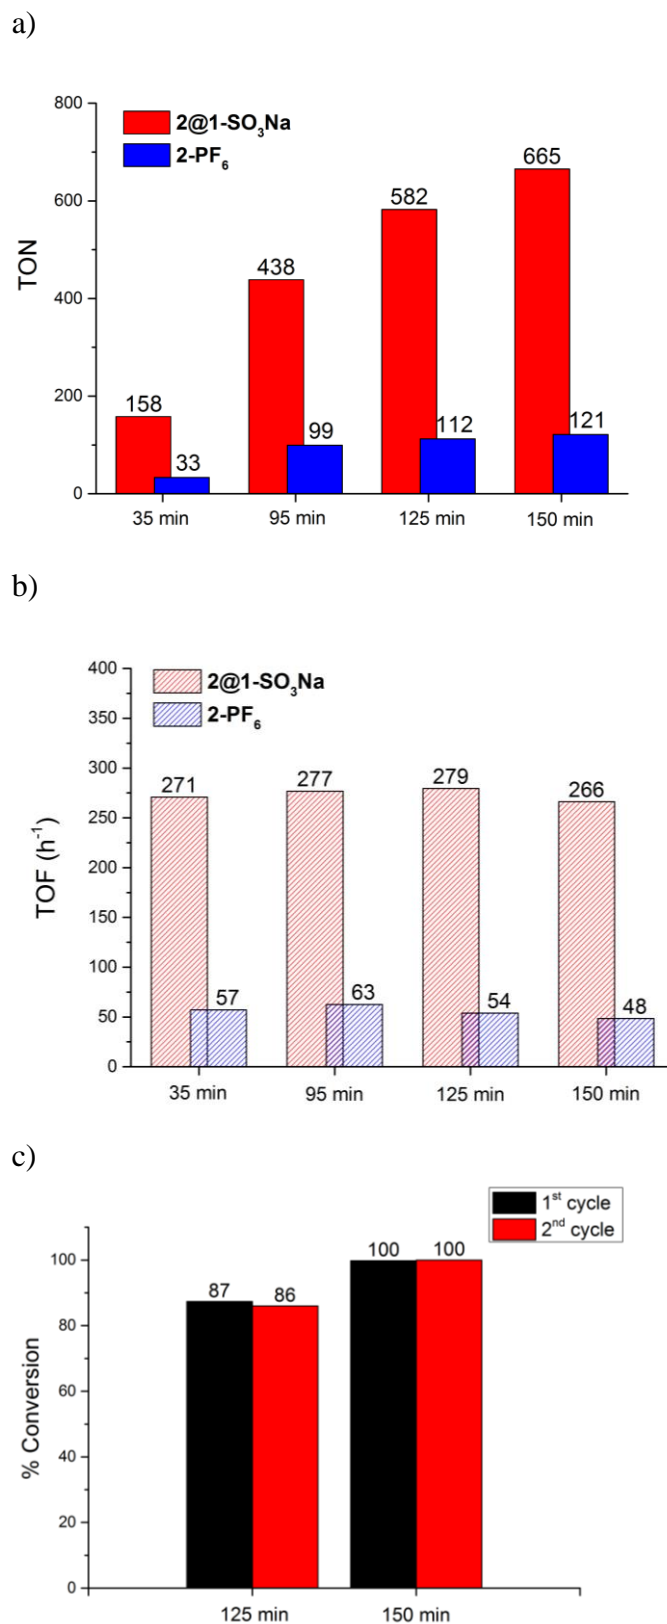 a)
800
600
400
200
0
TON
2@1-SO₃Na
2-PF₆
158
33
438
99
582
112
665
121
35 min
95 min
125 min
150 min
b)
400
350
300
250
200
150
100
50
0
TOF (h⁻¹)
2@1-SO₃Na
2-PF₆
271
57
277
63
279
54
266
48
35 min
95 min
125 min
150 min
c)
1ˢᵗ cycle
2ⁿᵈ cycle
100
80
60
40
20
0
% Conversion
87
86
100
100
125 min
150 min